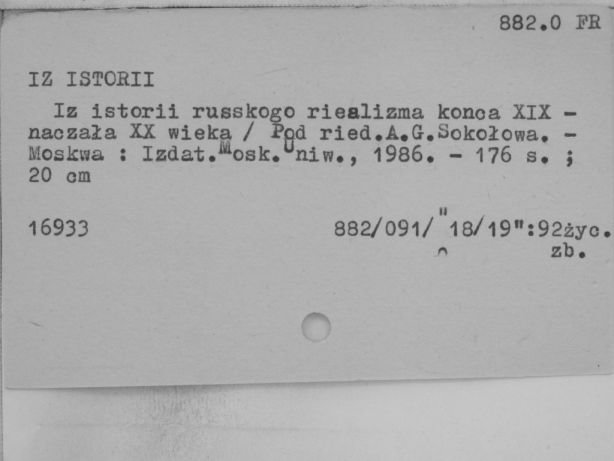 882.0 FR
IZ ISTORII
Iz istorii russkogo riealizma konca XIX -
naczała XX wieka / Pod ried.A.G.Sokołowa. -
Moskwa : Izdat.Mosk.Uniw., 1986. - 176 s. ;
20 cm
16933 882/091/"18/19":92życ.
zb.